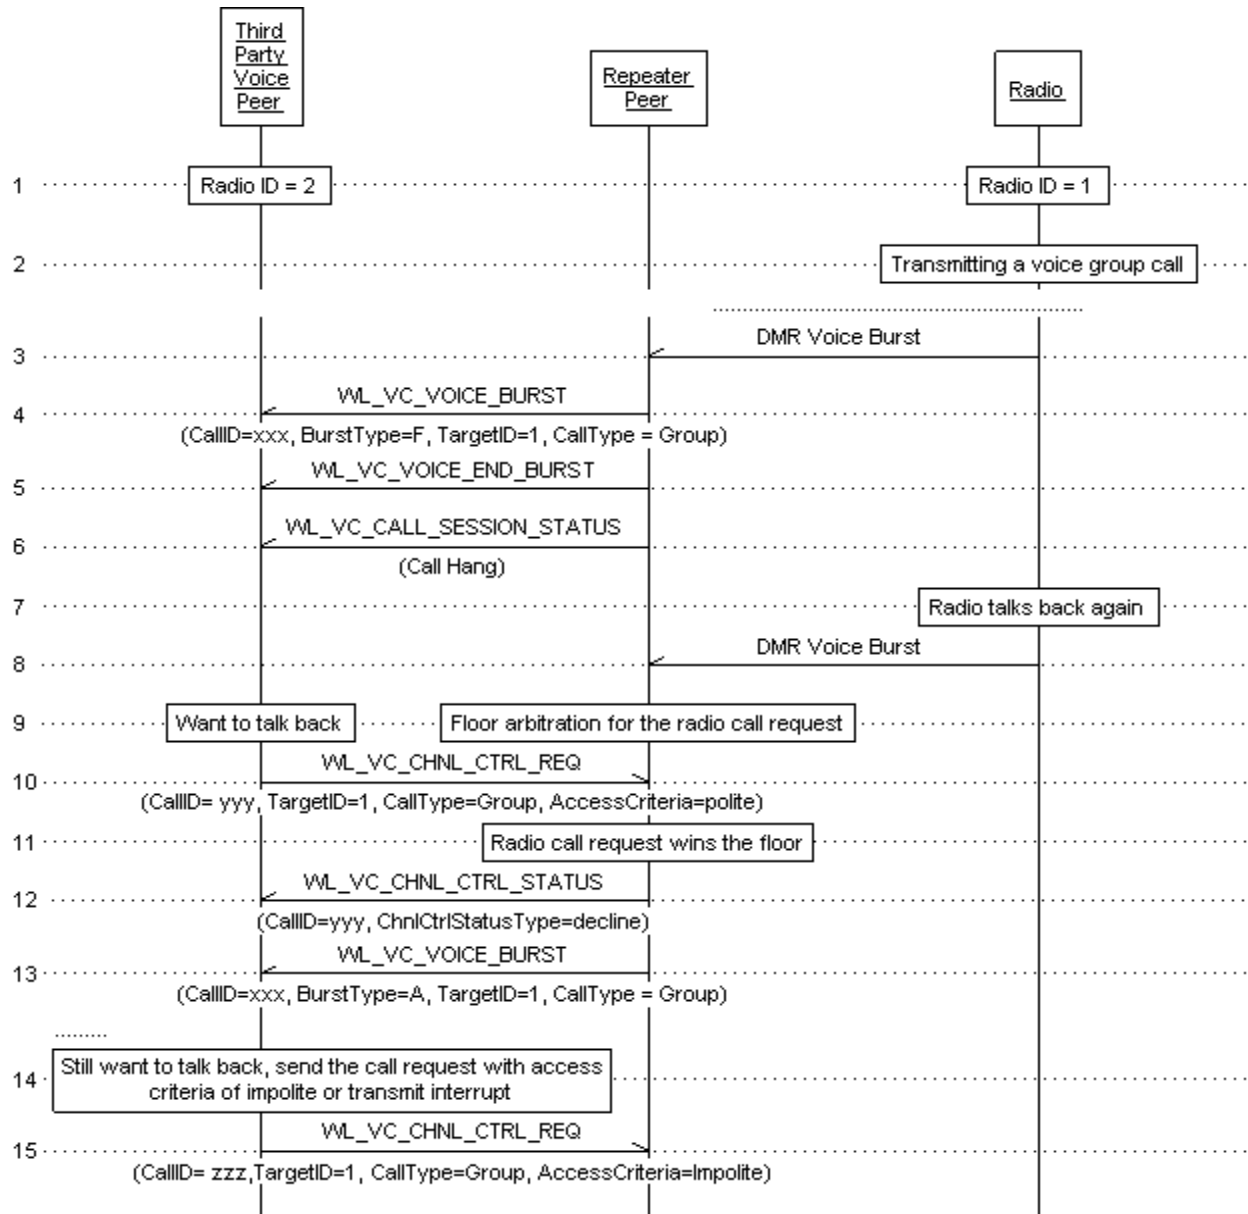 Third
Party
Voice
Peer
Repeater
Peer
Radio
1
Radio ID = 2
Radio ID = 1
2
Transmitting a voice group call
3
DMR Voice Burst
WL_VC_VOICE_BURST
4
(CallID=xxx, BurstType=F, TargetID=1, CallType = Group)
WL_VC_VOICE_END_BURST
5
WL_VC_CALL_SESSION_STATUS
6
(Call Hang)
7
Radio talks back again
DMR Voice Burst
8
9
Want to talk back
Floor arbitration for the radio call request
WL_VC_CHNL_CTRL_REQ
10
(CallID= yyy, TargetID=1, CallType=Group, AccessCriteria=polite)
11
Radio call request wins the floor
WL_VC_CHNL_CTRL_STATUS
12
(CallID=yyy, ChnlCtrlStatusType=decline)
WL_VC_VOICE_BURST
13
(CallID=xxx, BurstType=A, TargetID=1, CallType = Group)
14
Still want to talk back, send the call request with access
criteria of impolite or transmit interrupt
WL_VC_CHNL_CTRL_REQ
15
(CallID= zzz,TargetID=1, CallType=Group, AccessCriteria=Impolite)